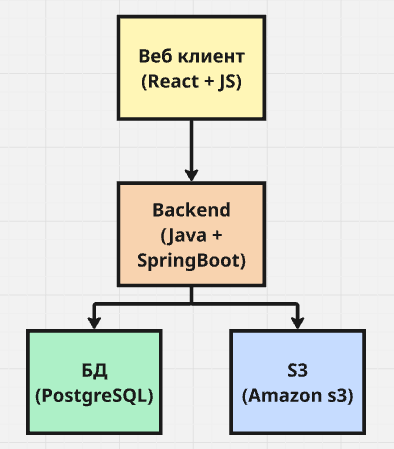 Веб клиент
(React + JS)
Backend
(Java +
SpringBoot)
БД
(PostgreSQL)
S3
(Amazon s3)